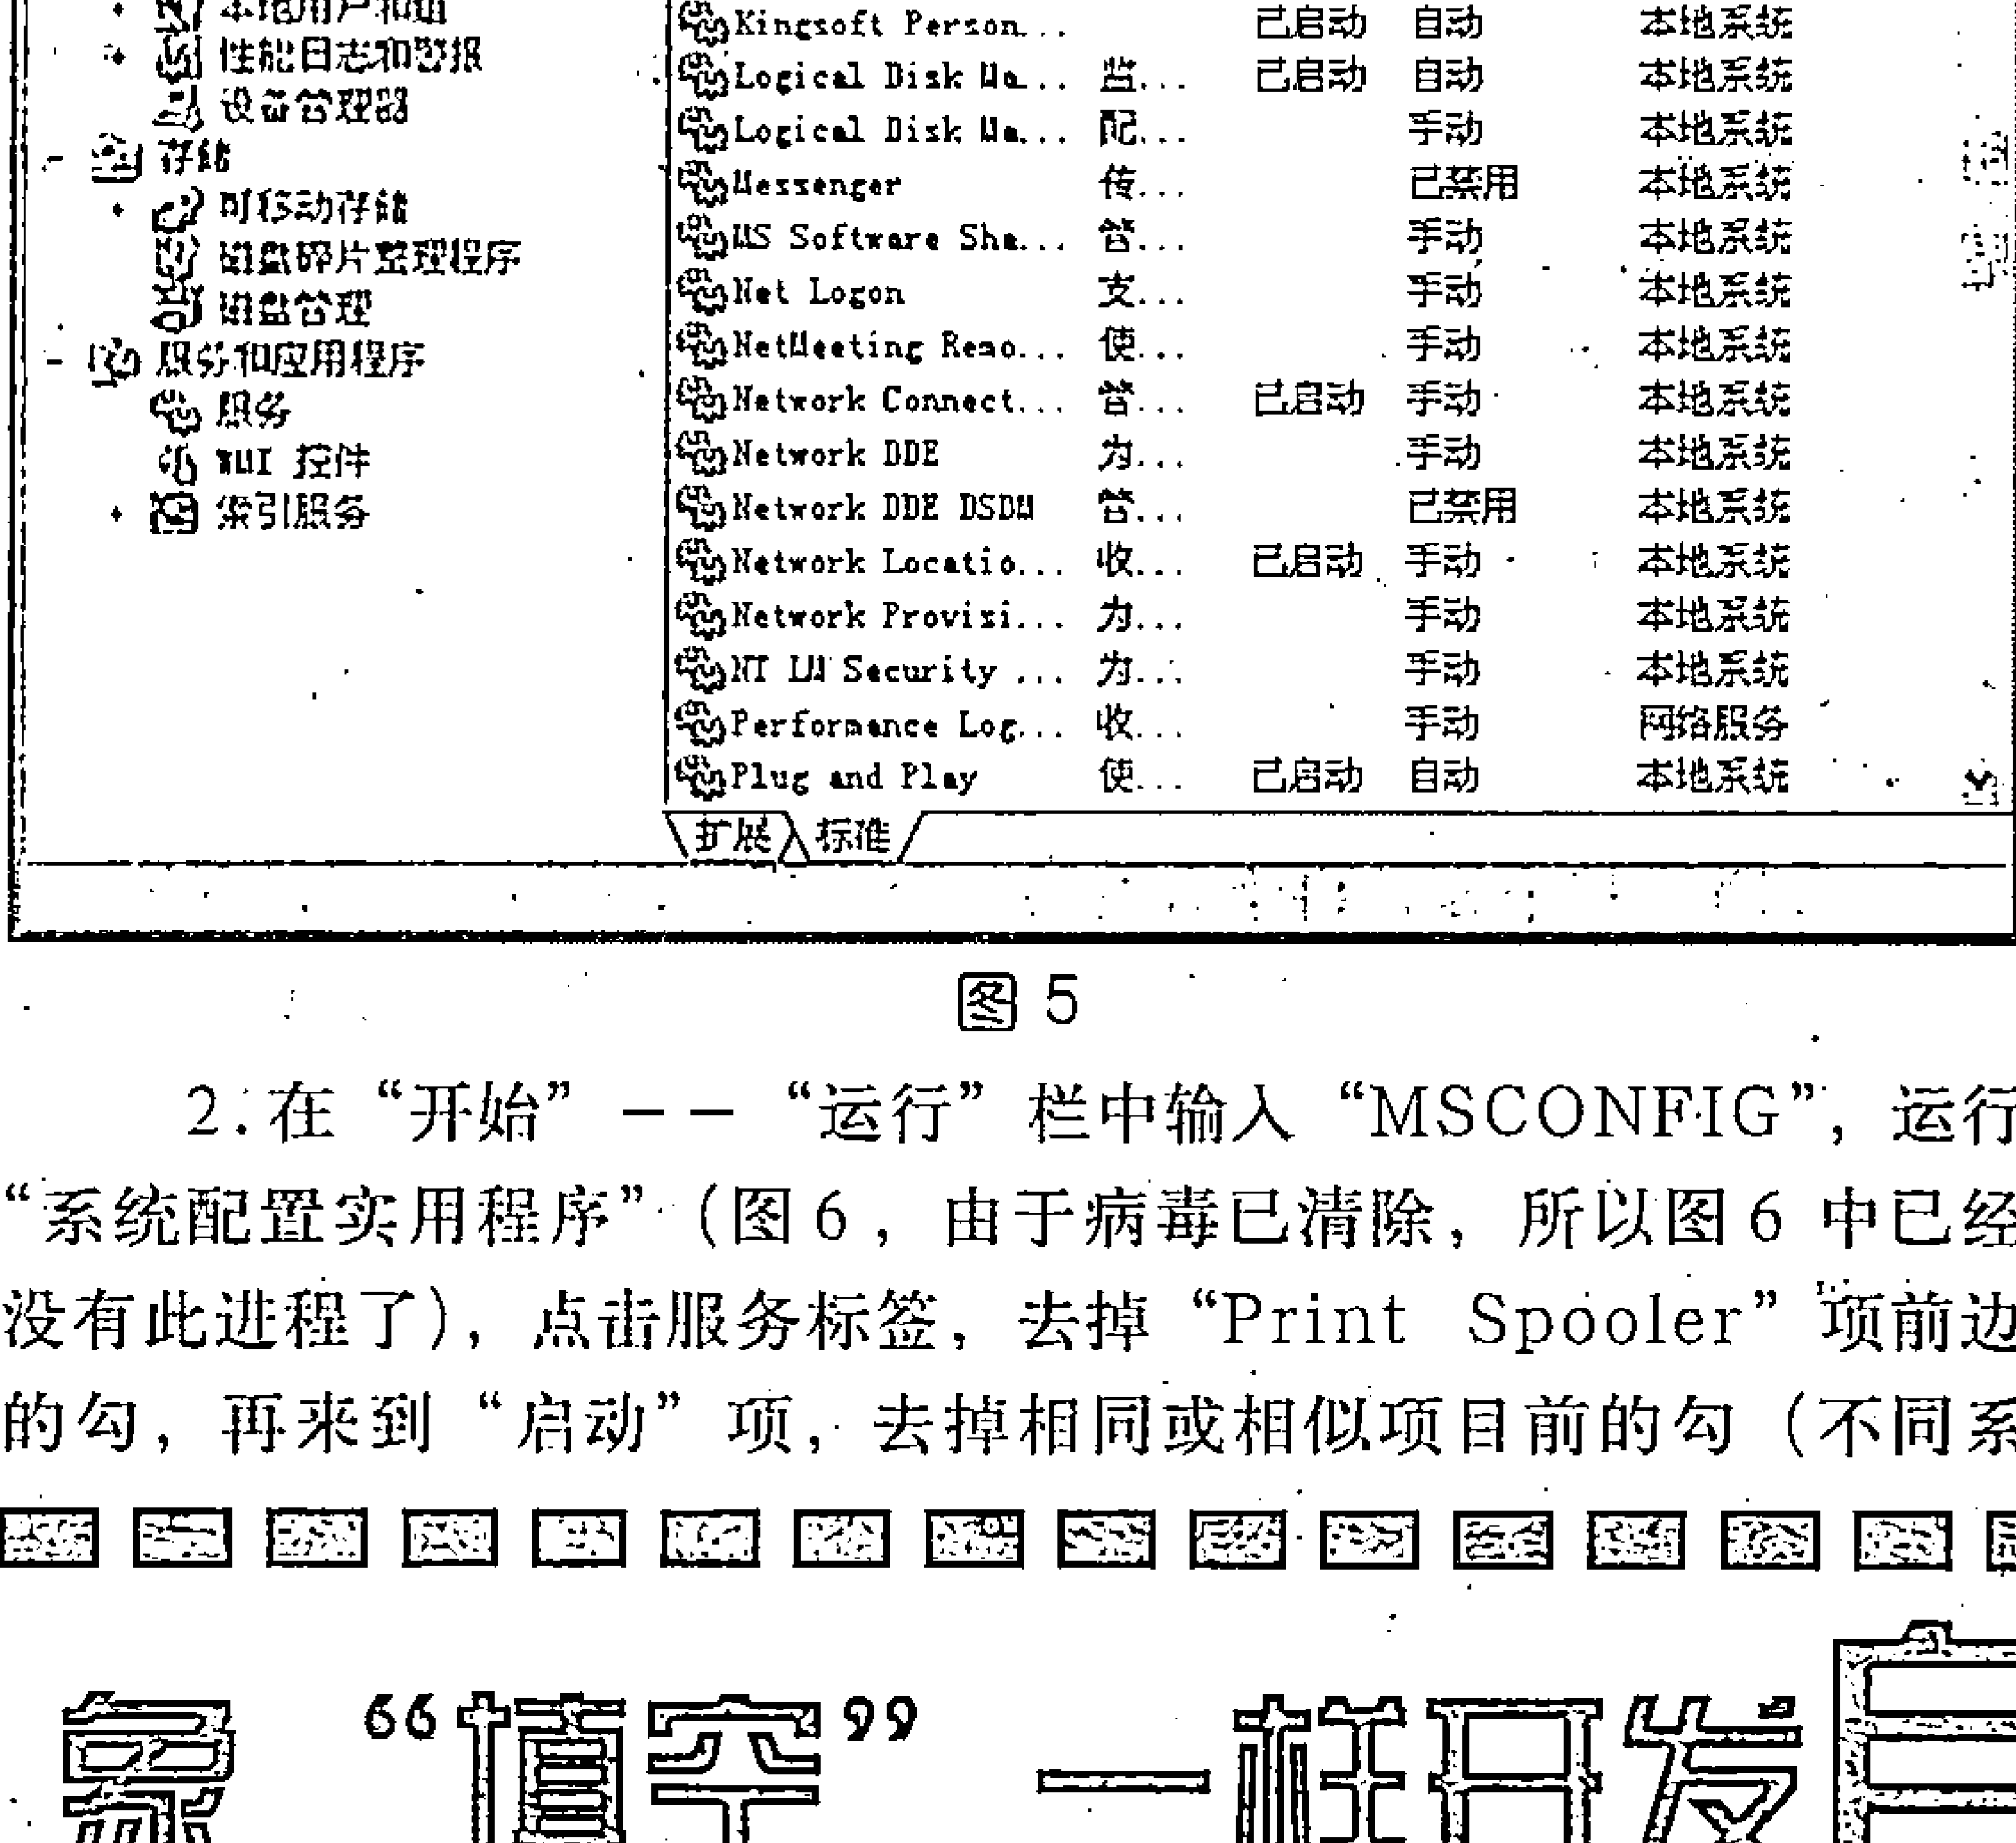 本地用户和组
性能日志和警报
设备管理器
存储
可移动存储
磁盘碎片整理程序
磁盘管理
服务和应用程序
服务
WMI 控件
索引服务
Kingsoft Person... 已启动 自动 本地系统
Logical Disk Ma... 监... 已启动 自动 本地系统
Logical Disk Ma... 配... 手动 本地系统
Messenger 传... 已禁用 本地系统
MS Software Sha... 管... 手动 本地系统
Net Logon 支... 手动 本地系统
NetMeeting Remo... 使... 手动 本地系统
Network Connect... 管... 已启动 手动 本地系统
Network DDE 为... 手动 本地系统
Network DDE DSDM 管... 已禁用 本地系统
Network Locatio... 收... 已启动 手动 本地系统
Network Provisi... 为... 手动 本地系统
NT LM Security ... 为... 手动 本地系统
Performance Log... 收... 手动 网络服务
Plug and Play 使... 已启动 自动 本地系统
扩展 标准
图 5
2.在“开始”--“运行”栏中输入“MSCONFIG”，运行
“系统配置实用程序”（图6，由于病毒已清除，所以图6中已经
没有此进程了），点击服务标签，去掉“Print Spooler”项前边
的勾，再来到“启动”项，去掉相同或相似项目前的勾（不同系
象“填空”一样开发自